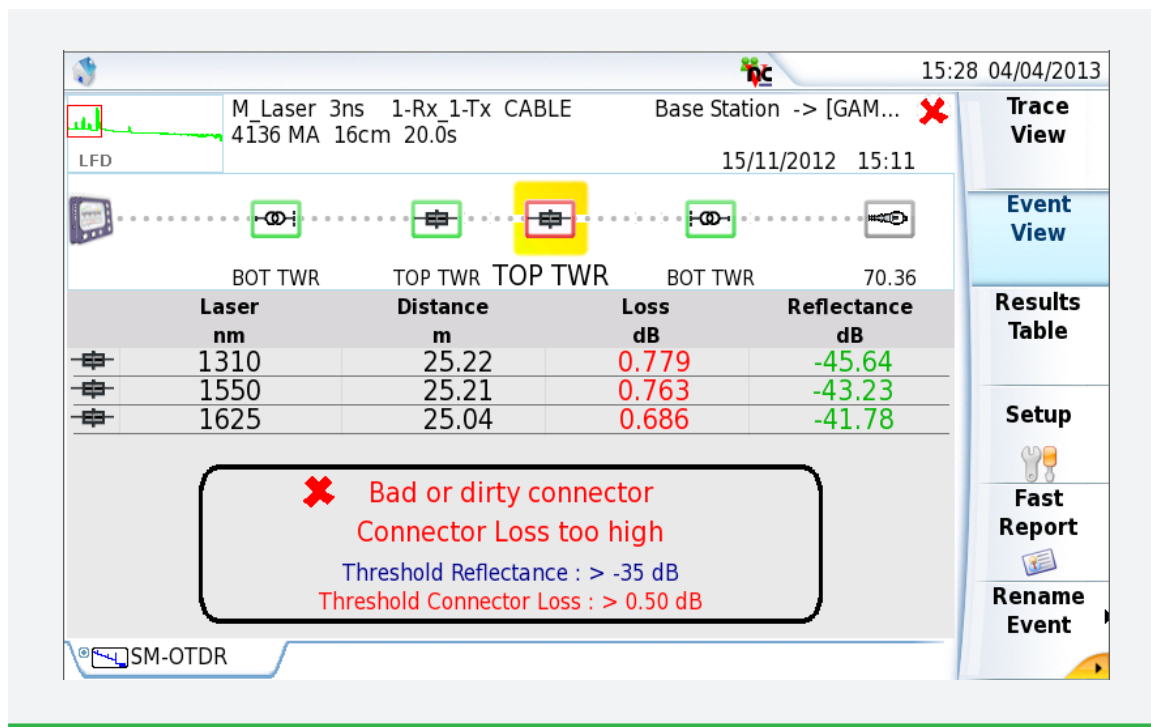 15:28 04/04/2013
M_Laser 3ns 1-Rx_1-Tx CABLE Base Station -> [GAM...
4136 MA 16cm 20.0s
LFD
15/11/2012 15:11
BOT TWR TOP TWR TOP TWR BOT TWR 70.36
Laser Distance Loss Reflectance
nm m dB dB
1310 25.22 0.779 -45.64
1550 25.21 0.763 -43.23
1625 25.04 0.686 -41.78
Bad or dirty connector
Connector Loss too high
Threshold Reflectance : > -35 dB
Threshold Connector Loss : > 0.50 dB
SM-OTDR
Trace
View
Event
View
Results
Table
Setup
Fast
Report
Rename
Event